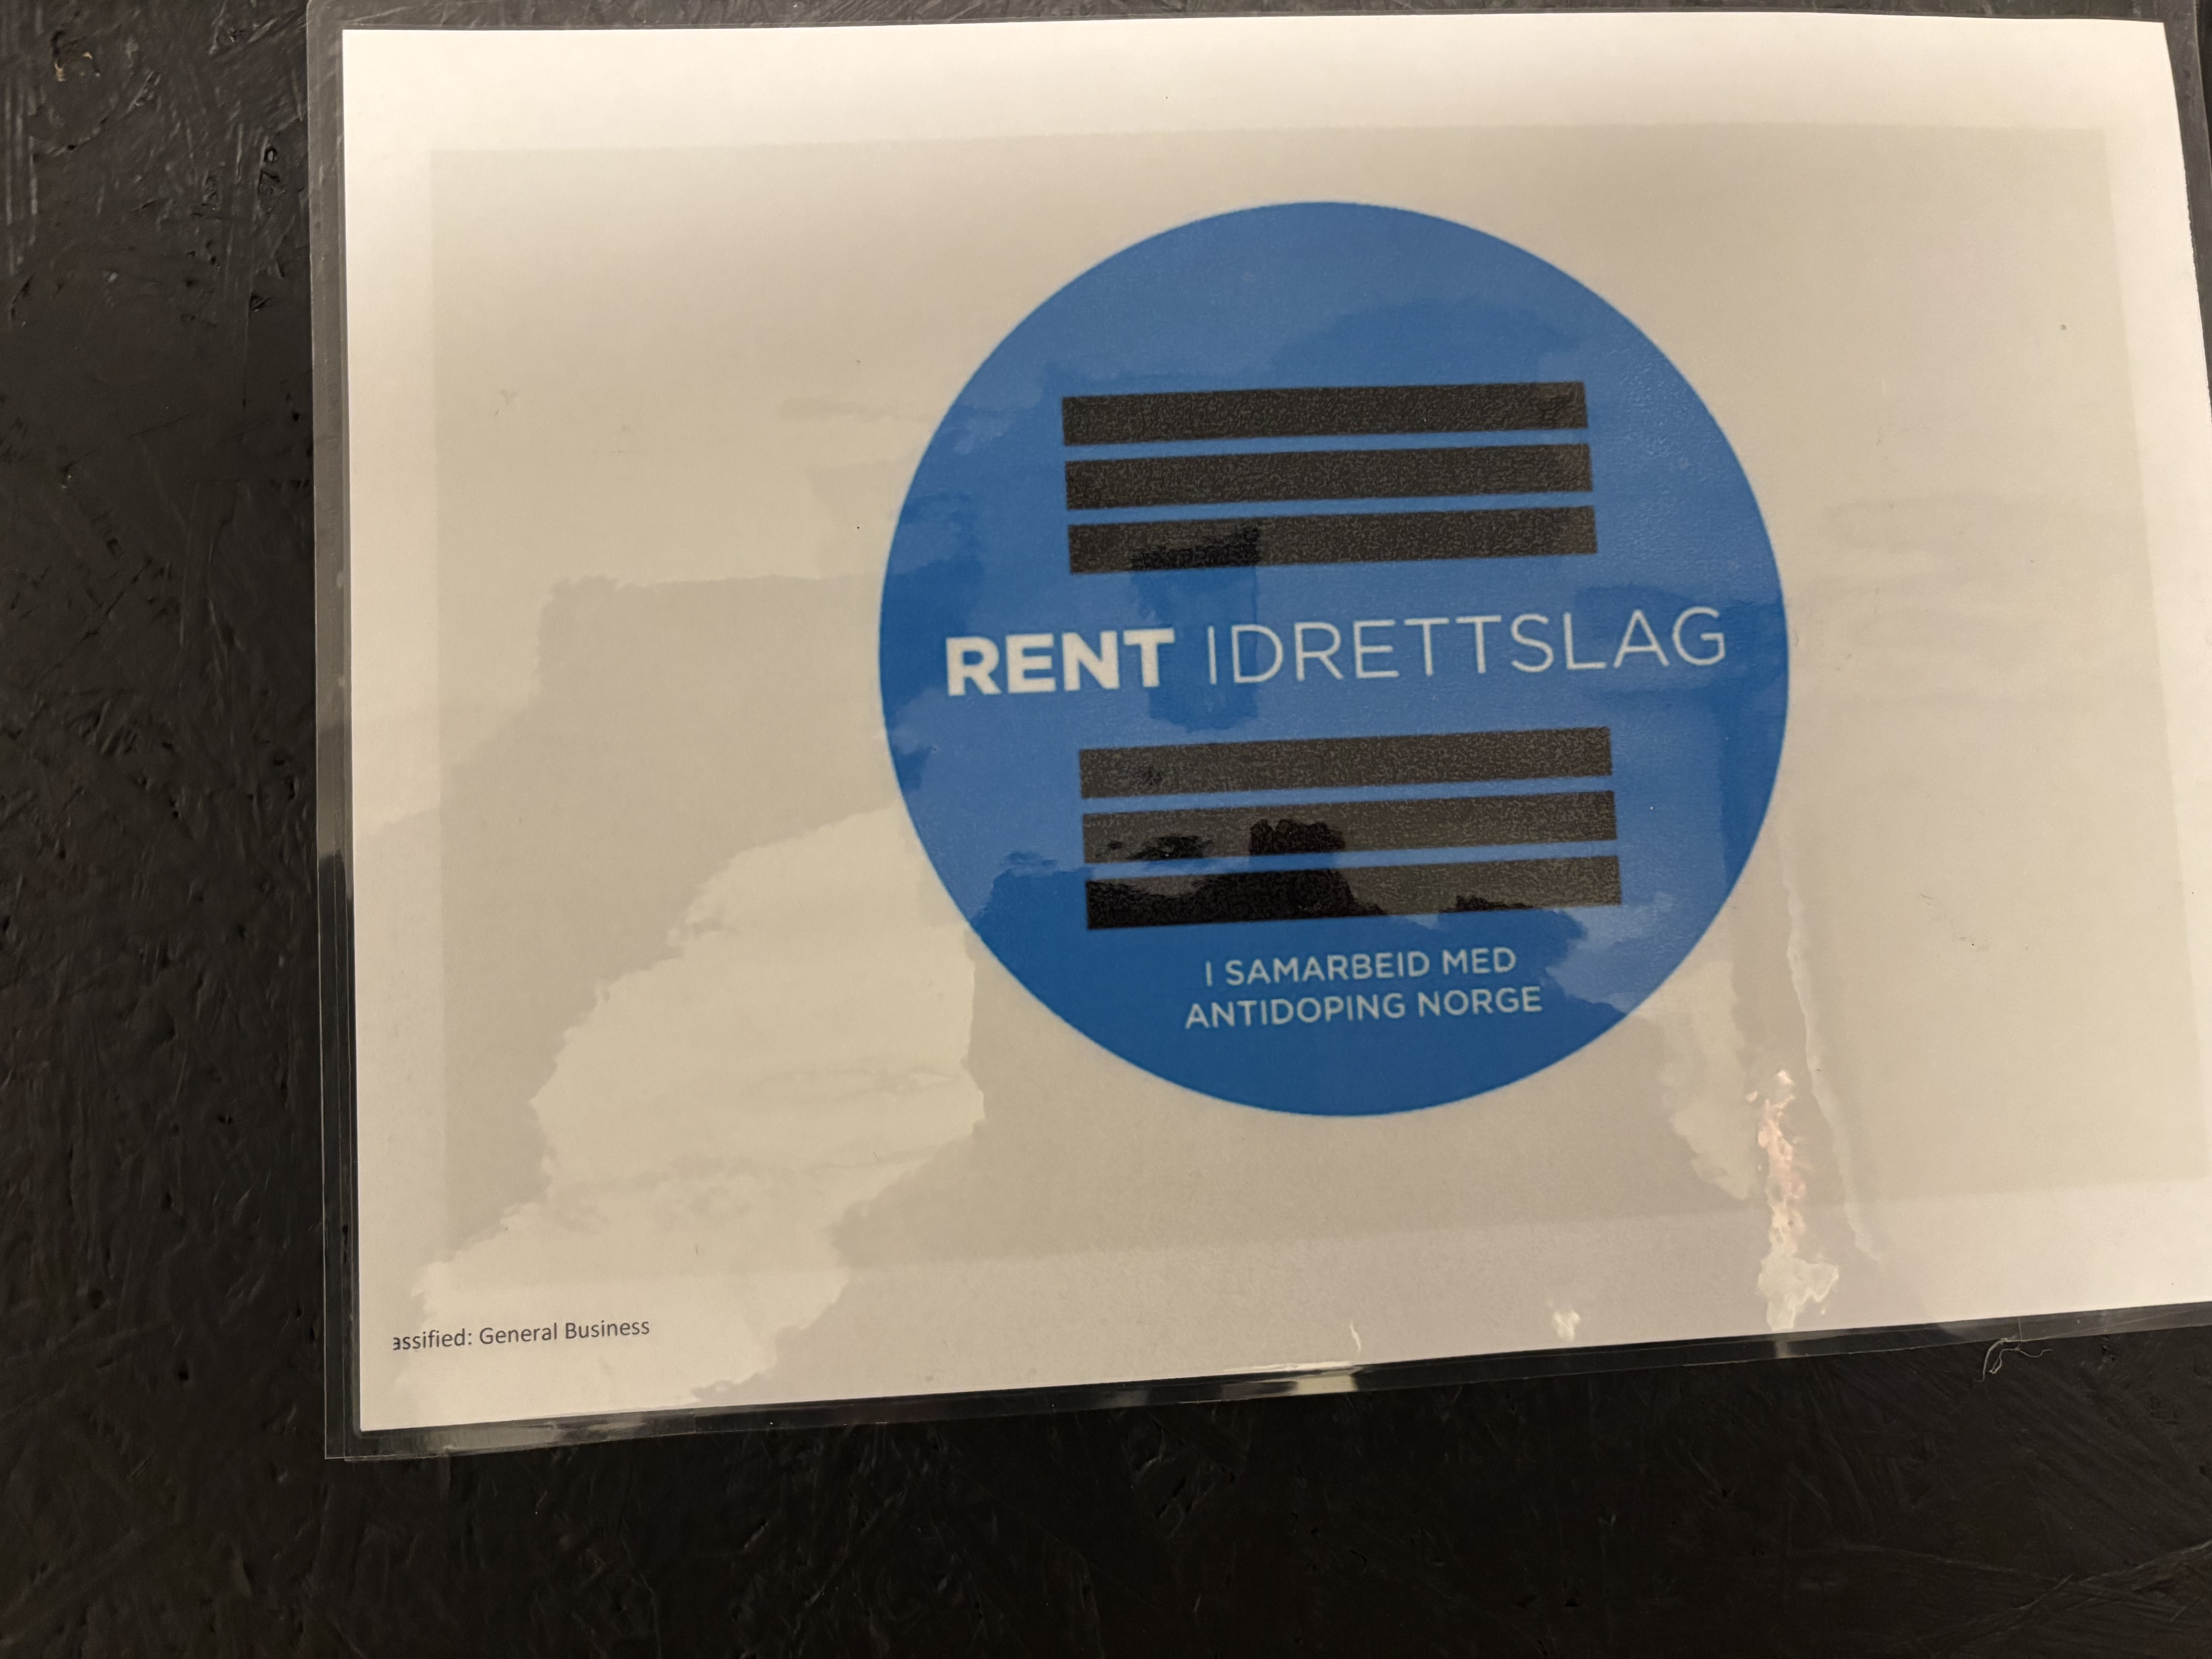 RENT IDRETTSLAG
I SAMARBEID MED
ANTIDOPING NORGE
assified: General Business